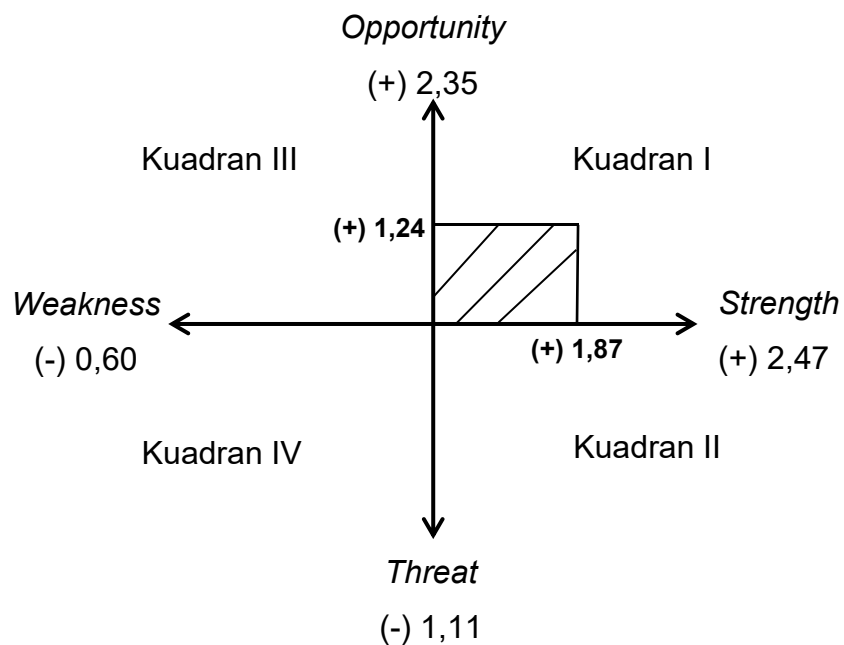 Opportunity
(+) 2,35
Kuadran III
Kuadran I
(+) 1,24
Weakness
(-) 0,60
Strength
(+) 2,47
(+) 1,87
Kuadran IV
Kuadran II
Threat
(-) 1,11